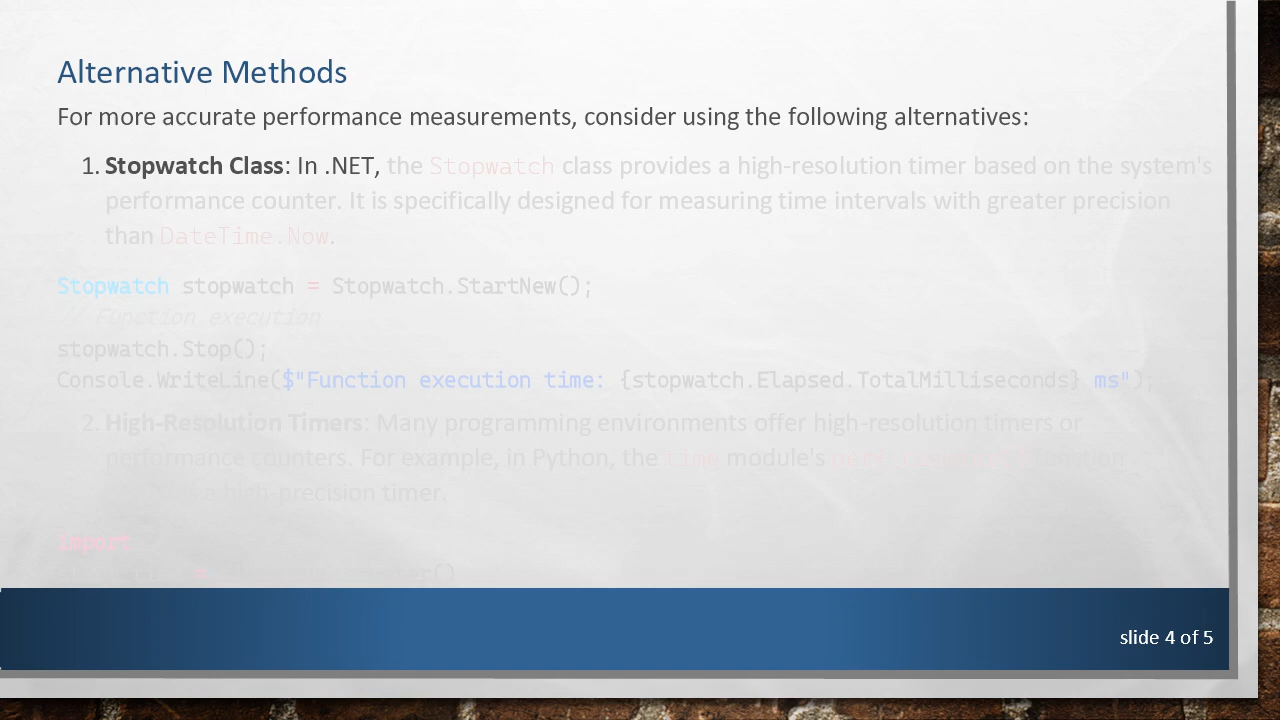 Alternative Methods
For more accurate performance measurements, consider using the following alternatives:
1. Stopwatch Class: In .NET, the Stopwatch class provides a high-resolution timer based on the system's
performance counter. It is specifically designed for measuring time intervals with greater precision
than DateTime.Now.
Stopwatch stopwatch = Stopwatch.StartNew();
// Function execution
stopwatch.Stop();
Console.WriteLine($"Function execution time: {stopwatch.Elapsed.TotalMilliseconds} ms");
2. High-Resolution Timers: Many programming environments offer high-resolution timers or
performance counters. For example, in Python, the time module's function
a high-precision timer.
import
=
slide 4 of 5